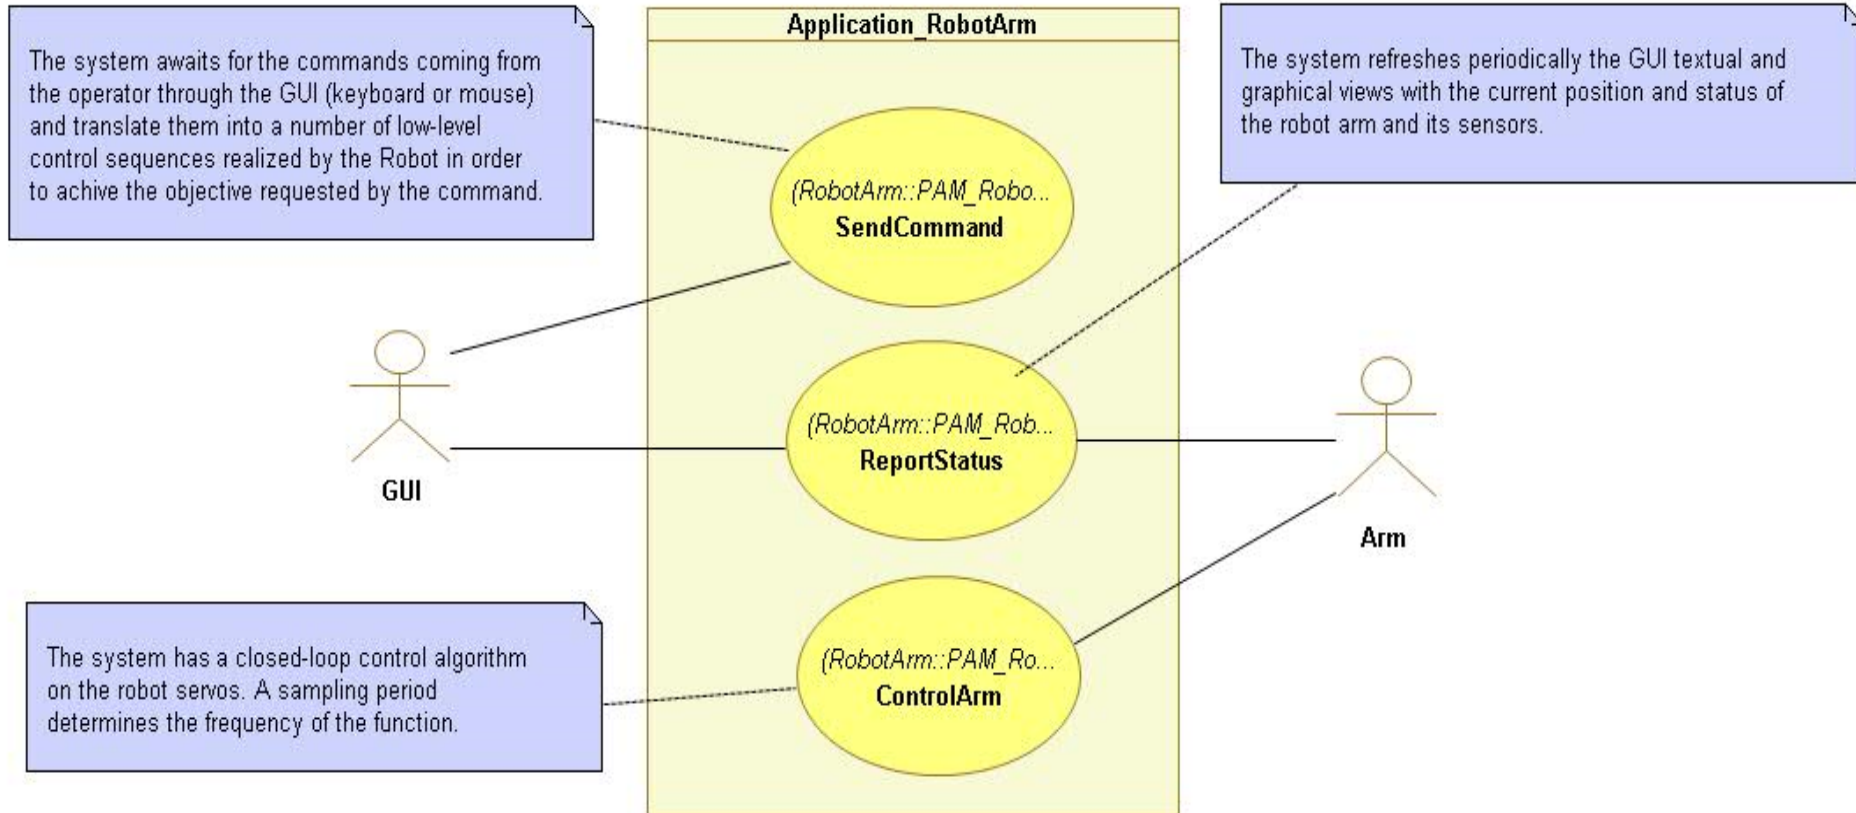 Application_RobotArm
The system awaits for the commands coming from
the operator through the GUI (keyboard or mouse)
and translate them into a number of low-level
control sequences realized by the Robot in order
to achive the objective requested by the command.
The system refreshes periodically the GUI textual and
graphical views with the current position and status of
the robot arm and its sensors.
(RobotArm::PAM_Robo...
SendCommand
(RobotArm::PAM_Rob...
ReportStatus
GUI
Arm
The system has a closed-loop control algorithm
on the robot servos. A sampling period
determines the frequency of the function.
(RobotArm::PAM_Ro...
ControlArm